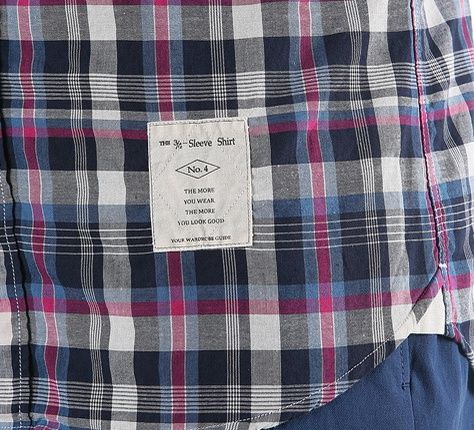 THE 3/4-Sleeve Shirt
No. 4
THE MORE
YOU WEAR
THE MORE
YOU LOOK GOOD
YOUR WARDROBE GUIDE